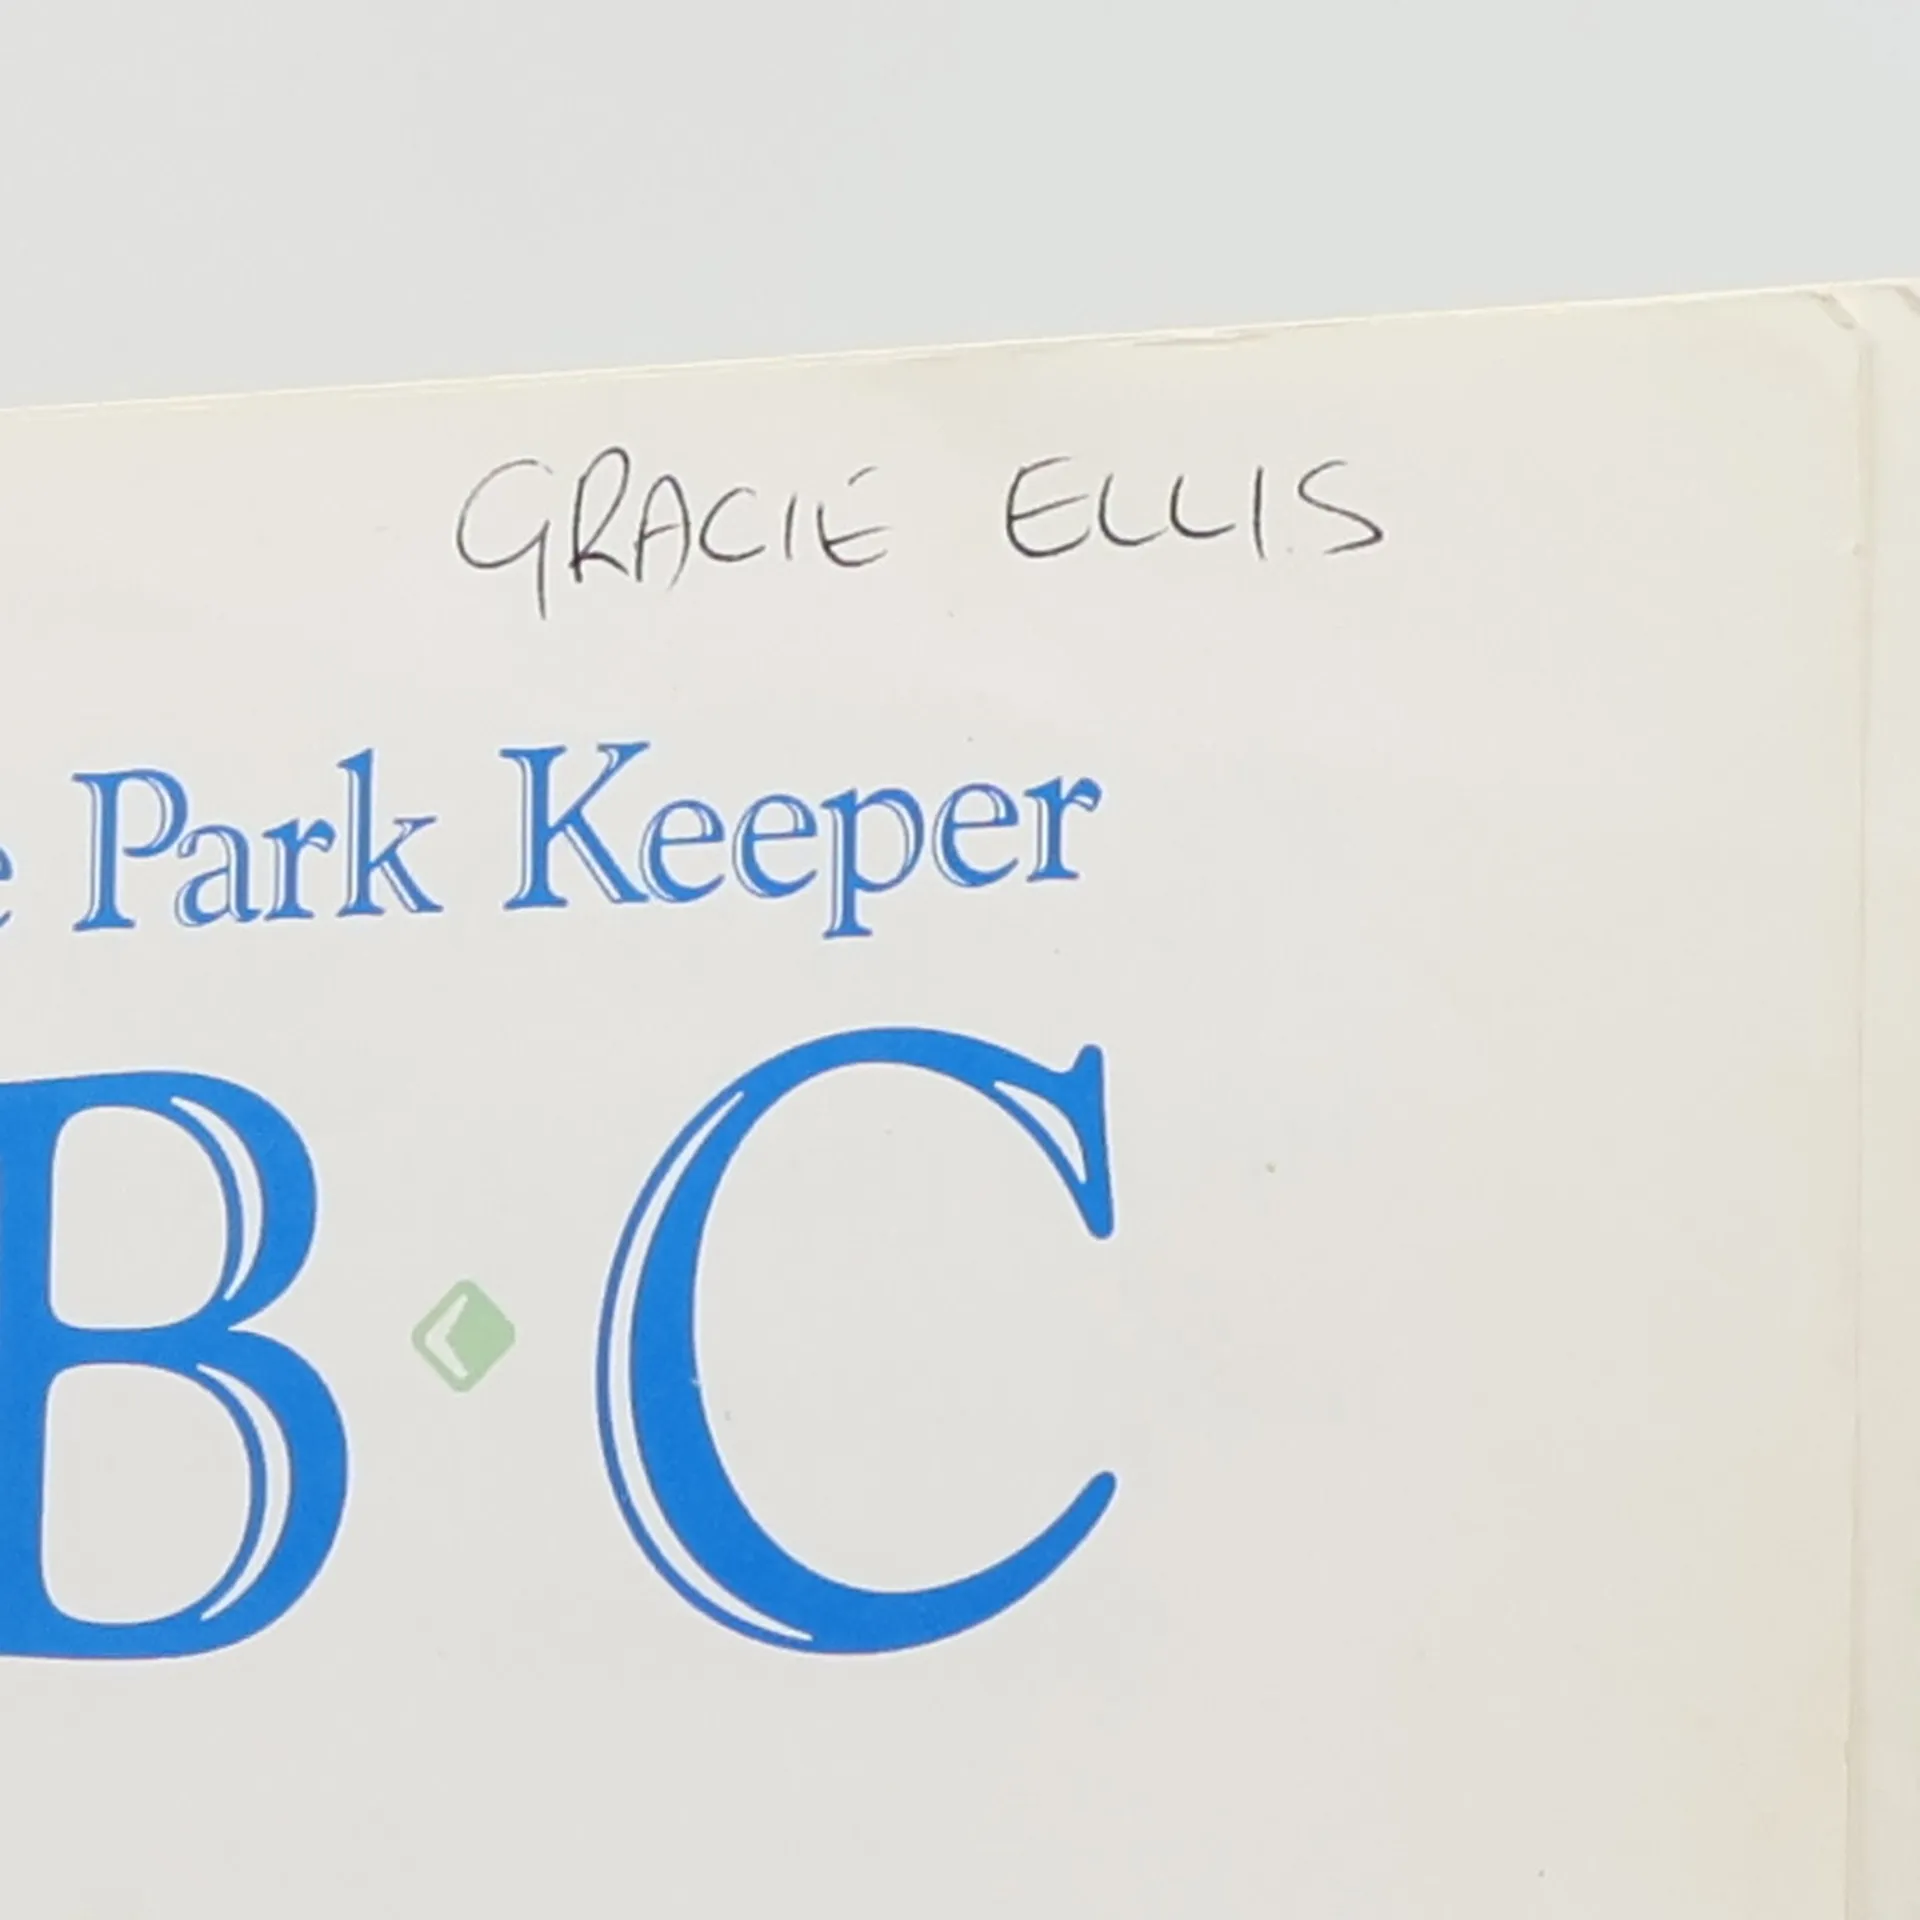 GRACIE ELLIS
e Park Keeper
B · C